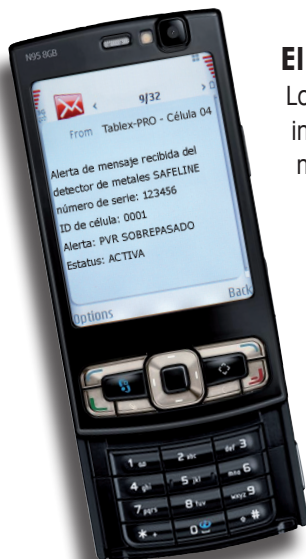 N95 8GB
9/32
From Tablex-PRO - Célula 04
Alerta de mensaje recibida del
detector de metales SAFELINE
número de serie: 123456
ID de célula: 0001
Alerta: PVR SOBREPASADO
Estatus: ACTIVA
Options Back
El
Lo
in
n
1
2 abc
def 3
4 ghi
5 jkl
mno 6
7 pqrs
8 tuv
wxyz 9
* +
0
#